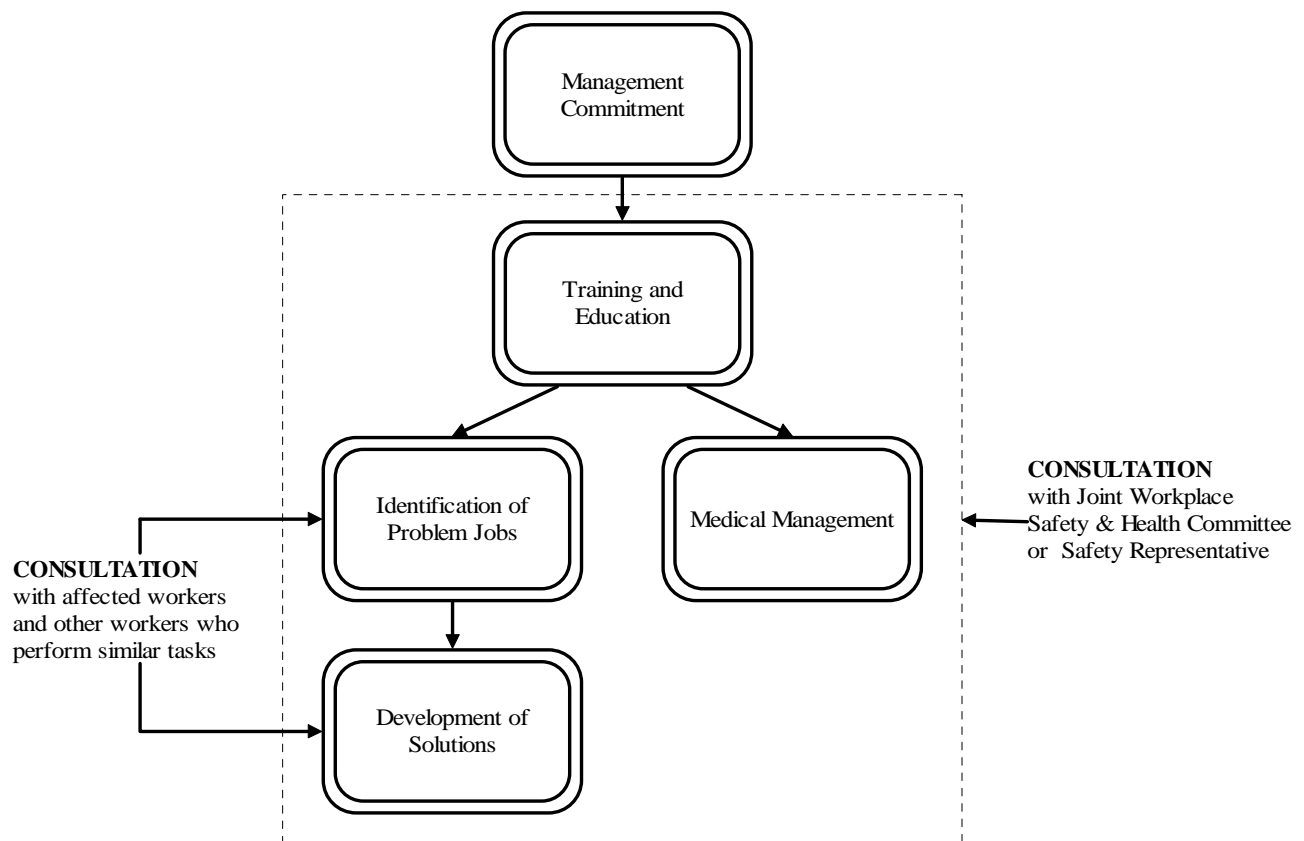 Management
Commitment
Training and
Education
Identification of
Problem Jobs
Medical Management
CONSULTATION
with Joint Workplace
Safety & Health Committee
or Safety Representative
CONSULTATION
with affected workers
and other workers who
perform similar tasks
Development of
Solutions